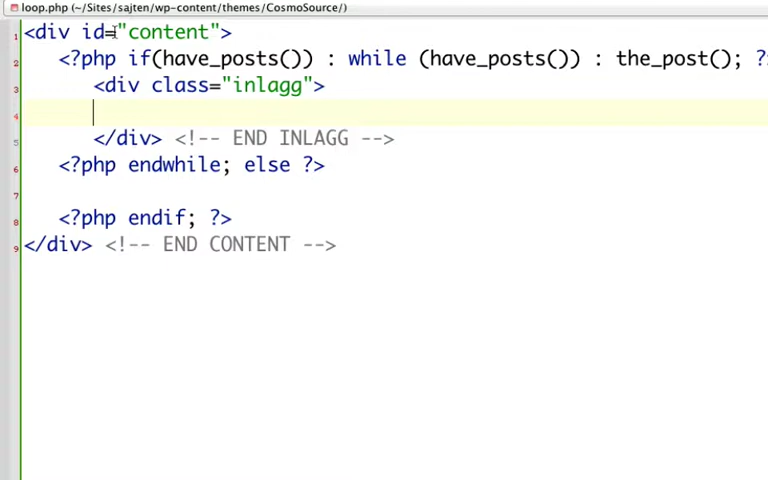 loop.php (~/Sites/sajten/wp-content/themes/CosmoSource/)
1 <div id="content">
2 <?php if(have_posts()) : while (have_posts()) : the_post(); ?>
3 <div class="inlagg">
4
5 </div> <!-- END INLAGG -->
6 <?php endwhile; else ?>
7
8 <?php endif; ?>
9 </div> <!-- END CONTENT -->